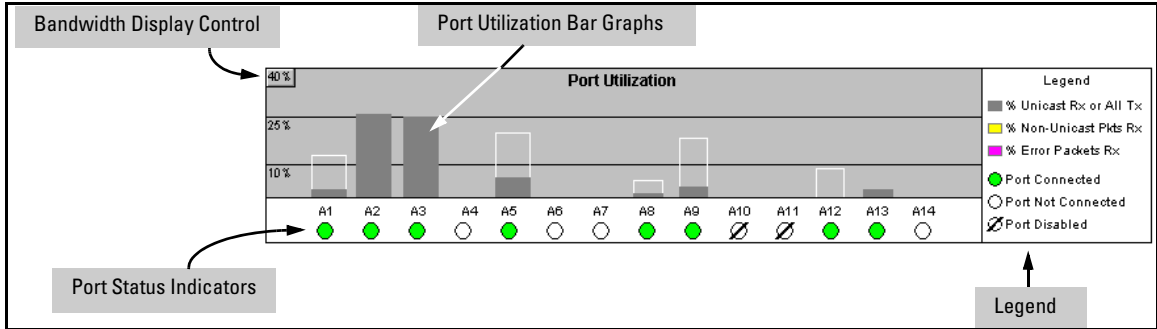 Bandwidth Display Control
Port Utilization Bar Graphs
40%
Port Utilization
25%
10%
A1 A2 A3 A4 A5 A6 A7 A8 A9 A10 A11 A12 A13 A14
Legend
% Unicast Rx or All Tx
% Non-Unicast Pkts Rx
% Error Packets Rx
Port Connected
Port Not Connected
Port Disabled
Port Status Indicators
Legend